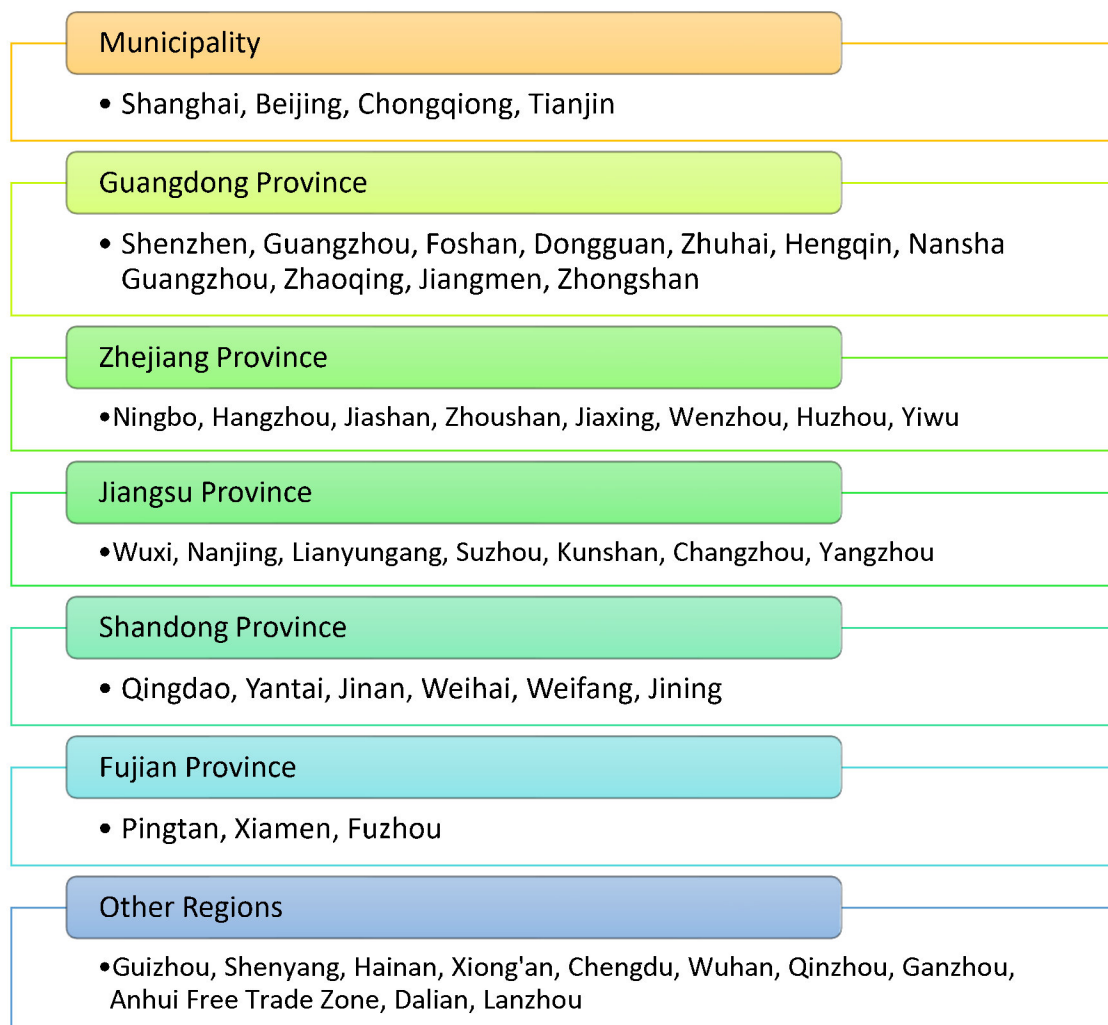 Municipality
• Shanghai, Beijing, Chongqiong, Tianjin
Guangdong Province
• Shenzhen, Guangzhou, Foshan, Dongguan, Zhuhai, Hengqin, Nansha
Guangzhou, Zhaoqing, Jiangmen, Zhongshan
Zhejiang Province
•Ningbo, Hangzhou, Jiashan, Zhoushan, Jiaxing, Wenzhou, Huzhou, Yiwu
Jiangsu Province
•Wuxi, Nanjing, Lianyungang, Suzhou, Kunshan, Changzhou, Yangzhou
Shandong Province
• Qingdao, Yantai, Jinan, Weihai, Weifang, Jining
Fujian Province
• Pingtan, Xiamen, Fuzhou
Other Regions
•Guizhou, Shenyang, Hainan, Xiong'an, Chengdu, Wuhan, Qinzhou, Ganzhou,
Anhui Free Trade Zone, Dalian, Lanzhou